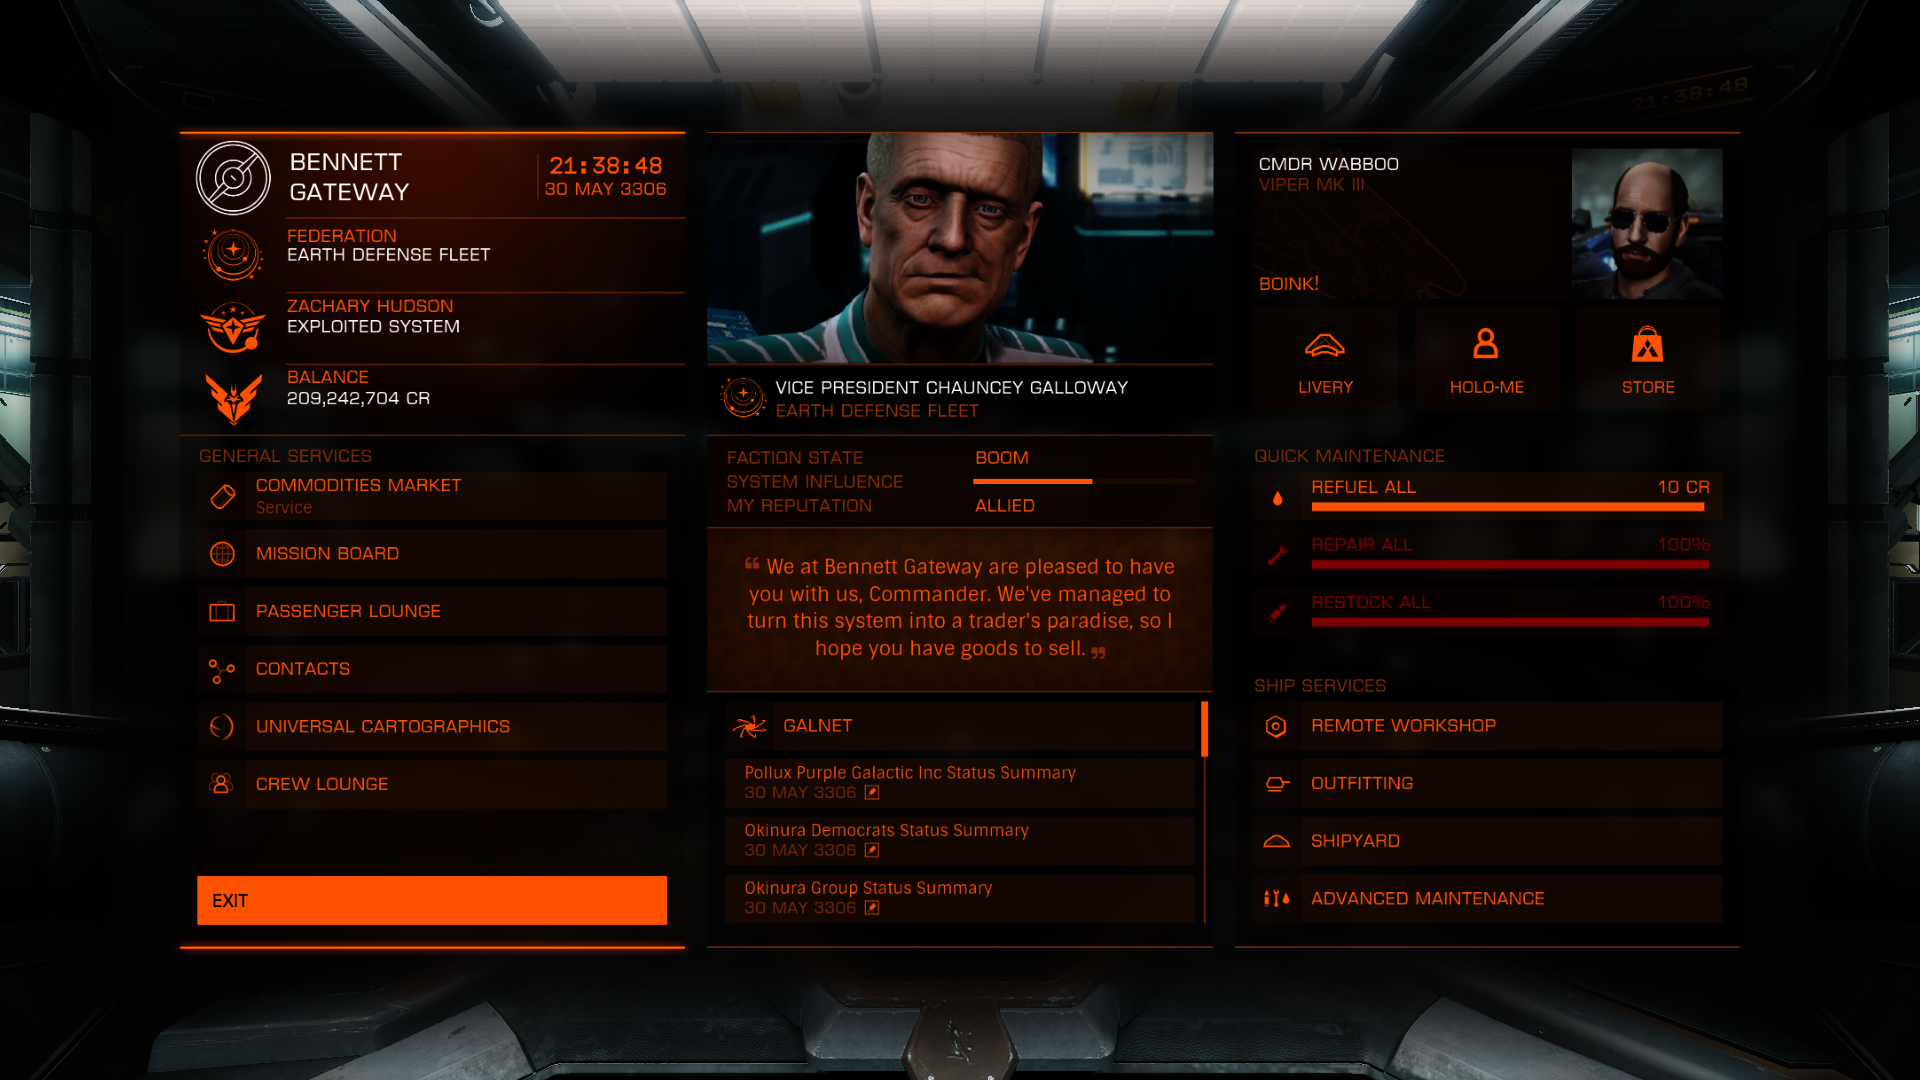 21:38:48
BENNETT
GATEWAY
21:38:48
30 MAY 3306
FEDERATION
EARTH DEFENSE FLEET
ZACHARY HUDSON
EXPLOITED SYSTEM
BALANCE
209,242,704 CR
GENERAL SERVICES
COMMODITIES MARKET
Service
MISSION BOARD
PASSENGER LOUNGE
CONTACTS
UNIVERSAL CARTOGRAPHICS
CREW LOUNGE
EXIT
VICE PRESIDENT CHAUNCEY GALLOWAY
EARTH DEFENSE FLEET
FACTION STATE BOOM
SYSTEM INFLUENCE
MY REPUTATION ALLIED
“ We at Bennett Gateway are pleased to have
you with us, Commander. We've managed to
turn this system into a trader's paradise, so I
hope you have goods to sell. ”
GALNET
Pollux Purple Galactic Inc Status Summary
30 MAY 3306
Okinura Democrats Status Summary
30 MAY 3306
Okinura Group Status Summary
30 MAY 3306
CMDR WABBOO
VIPER MK III
BOINK!
LIVERY
HOLO-ME
STORE
QUICK MAINTENANCE
REFUEL ALL 10 CR
REPAIR ALL 100%
RESTOCK ALL 100%
SHIP SERVICES
REMOTE WORKSHOP
OUTFITTING
SHIPYARD
ADVANCED MAINTENANCE